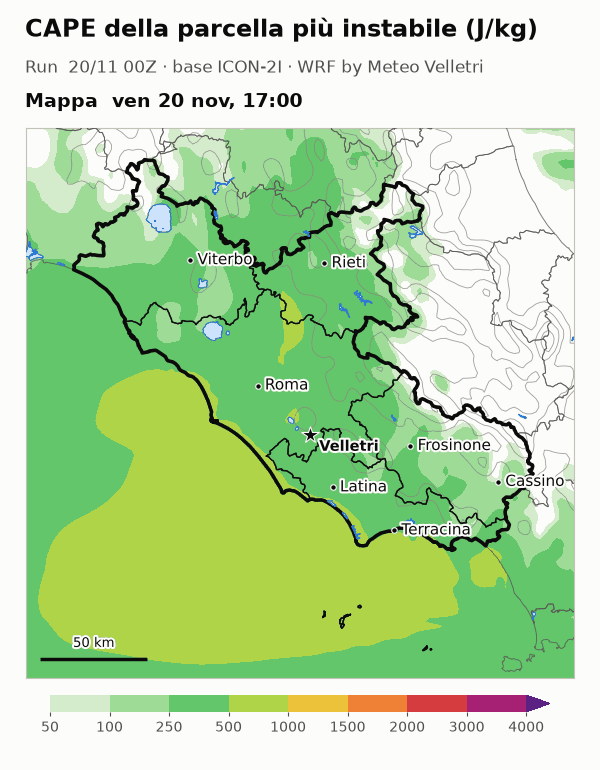 CAPE della parcella più instabile (J/kg)
Run 20/11 00Z · base ICON-2I · WRF by Meteo Velletri
Mappa ven 20 nov, 17:00
Viterbo
Rieti
Roma
Velletri
Frosinone
Cassino
Latina
Terracina
50 km
50 100 250 500 1000 1500 2000 3000 4000